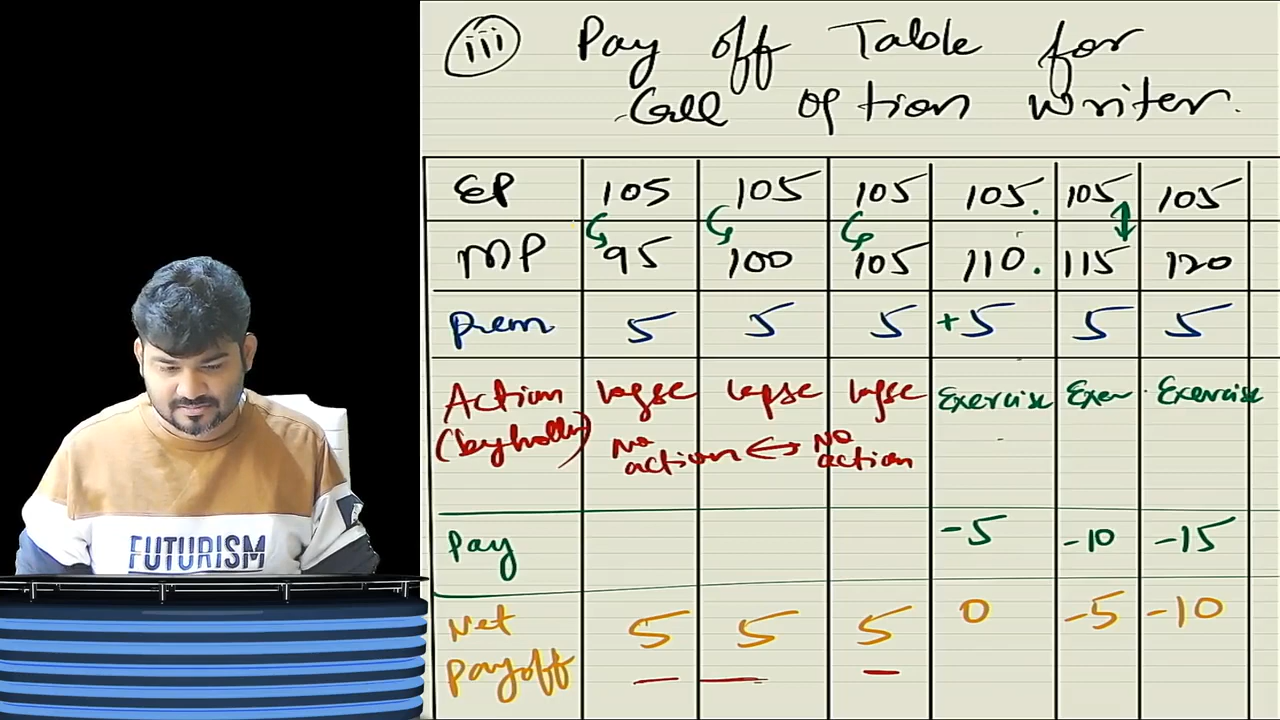 iii Pay off Table for
Call option writer.
EP 105 105 105 105. 105 105
MP 95 100 105 110. 115 120
Prem 5 5 5 +5 5 5
Action lapse lapse lapse Exercise Exer. Exercise
(by holder) No action ↔ No action
Pay -5 -10 -15
Net Payoff 5 5 5 0 -5 -10
FUTURISM